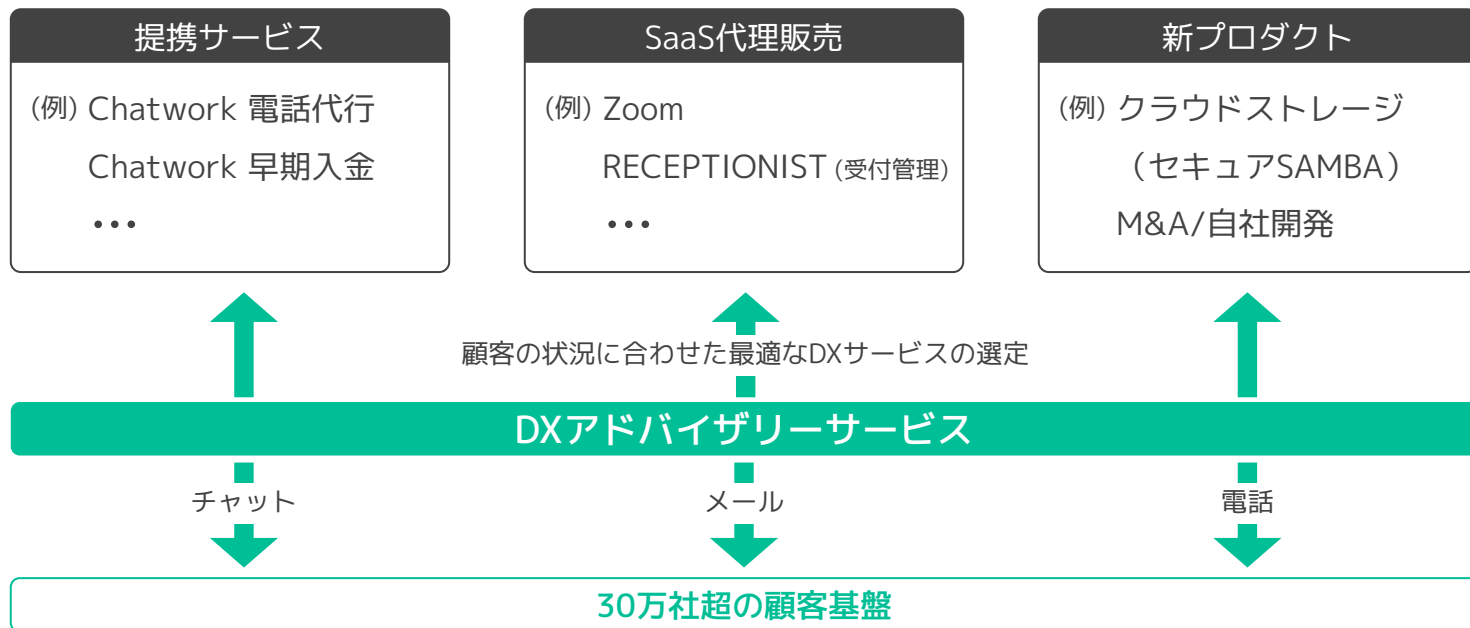 提携サービス
(例) Chatwork 電話代行
Chatwork 早期入金
•••
SaaS代理販売
(例) Zoom
RECEPTIONIST (受付管理)
•••
新プロダクト
(例) クラウドストレージ
（セキュアSAMBA）
M&A/自社開発
顧客の状況に合わせた最適なDXサービスの選定
DXアドバイザリーサービス
チャット
メール
電話
30万社超の顧客基盤